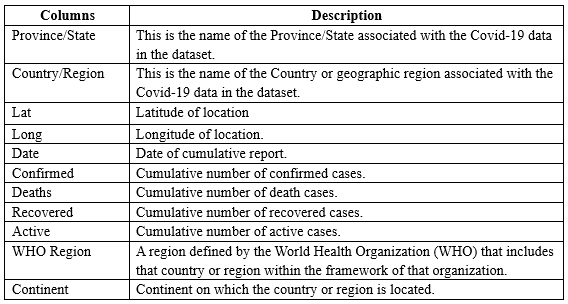 Columns Description
Province/State This is the name of the Province/State associated with the Covid-19 data
in the dataset.
Country/Region This is the name of the Country or geographic region associated with the
Covid-19 data in the dataset.
Lat Latitude of location
Long Longitude of location.
Date Date of cumulative report.
Confirmed Cumulative number of confirmed cases.
Deaths Cumulative number of death cases.
Recovered Cumulative number of recovered cases.
Active Cumulative number of active cases.
WHO Region A region defined by the World Health Organization (WHO) that includes
that country or region within the framework of that organization.
Continent Continent on which the country or region is located.